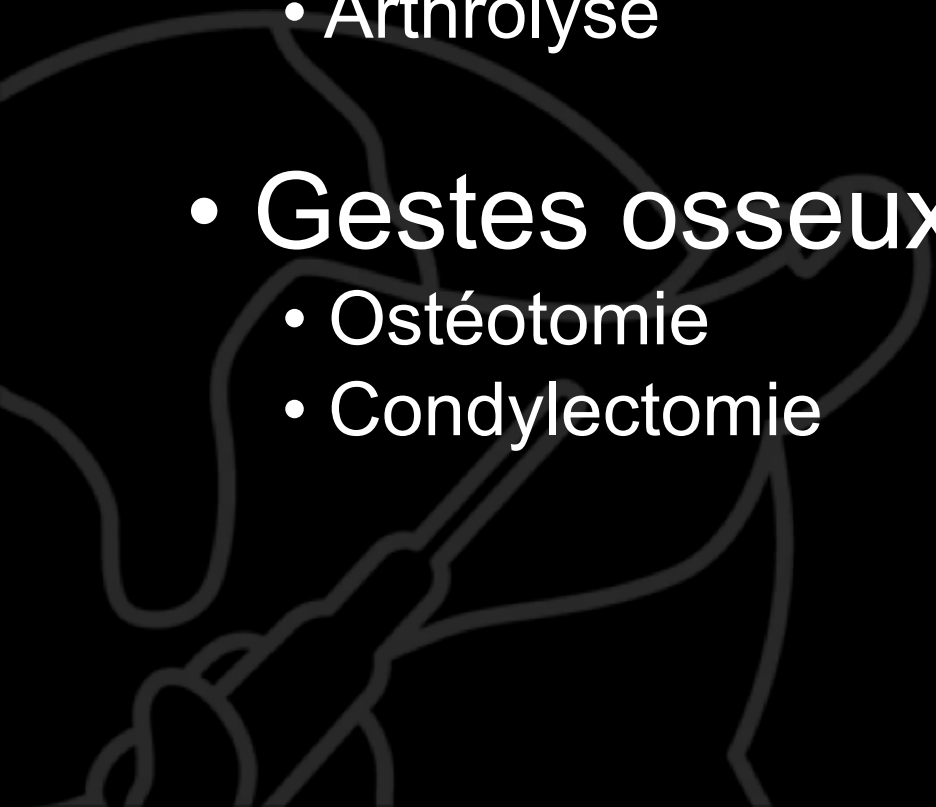 • Arthrolyse
• Gestes osseux
• Ostéotomie
• Condylectomie